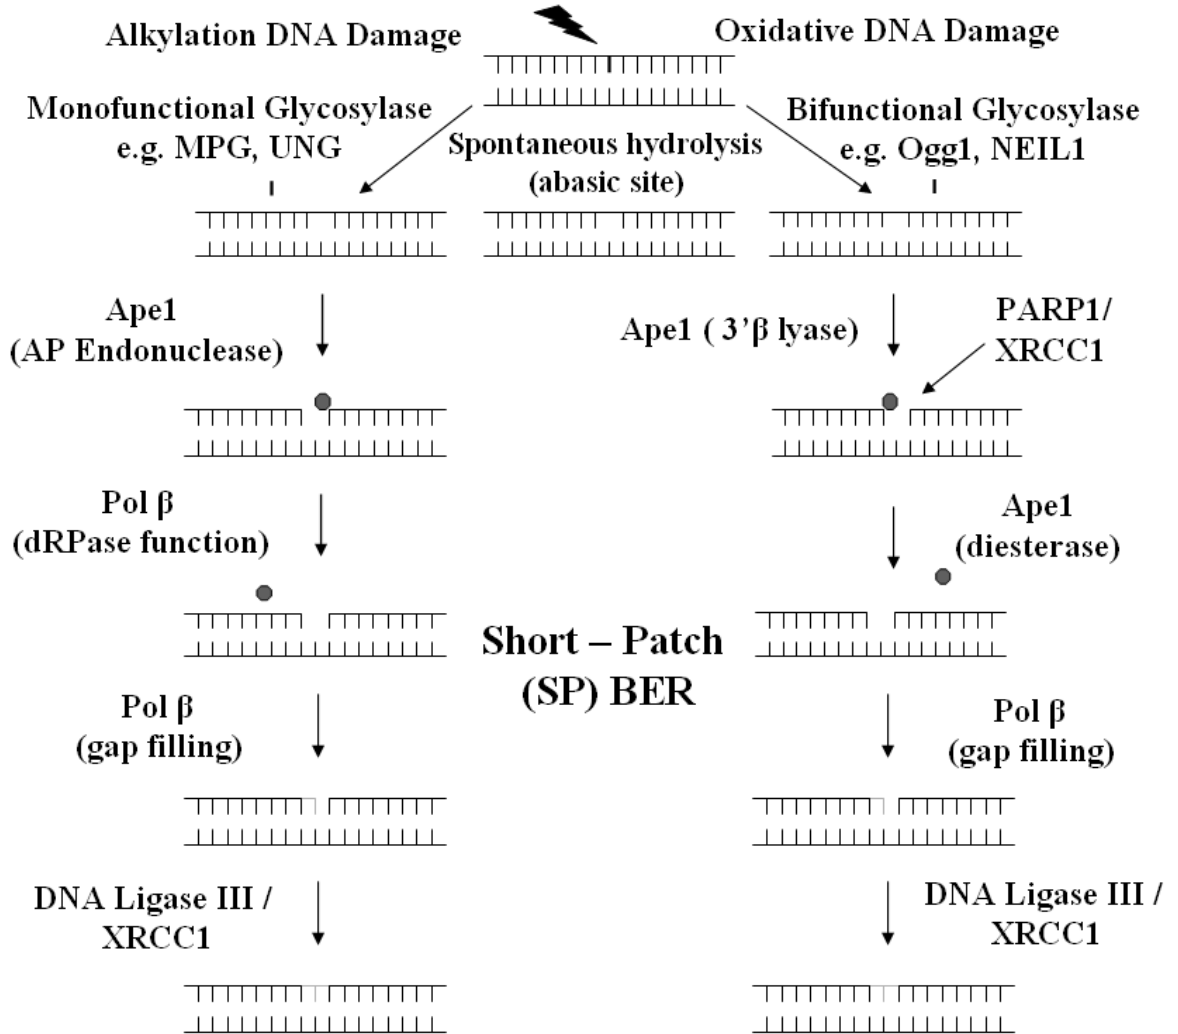 Alkylation DNA Damage
Oxidative DNA Damage
Monofunctional Glycosylase
e.g. MPG, UNG
Spontaneous hydrolysis
(abasic site)
Bifunctional Glycosylase
e.g. Ogg1, NEIL1
Ape1
(AP Endonuclease)
Ape1 ( 3’β lyase)
PARP1/
XRCC1
Pol β
(dRPase function)
Ape1
(diesterase)
Short – Patch
(SP) BER
Pol β
(gap filling)
Pol β
(gap filling)
DNA Ligase III /
XRCC1
DNA Ligase III /
XRCC1